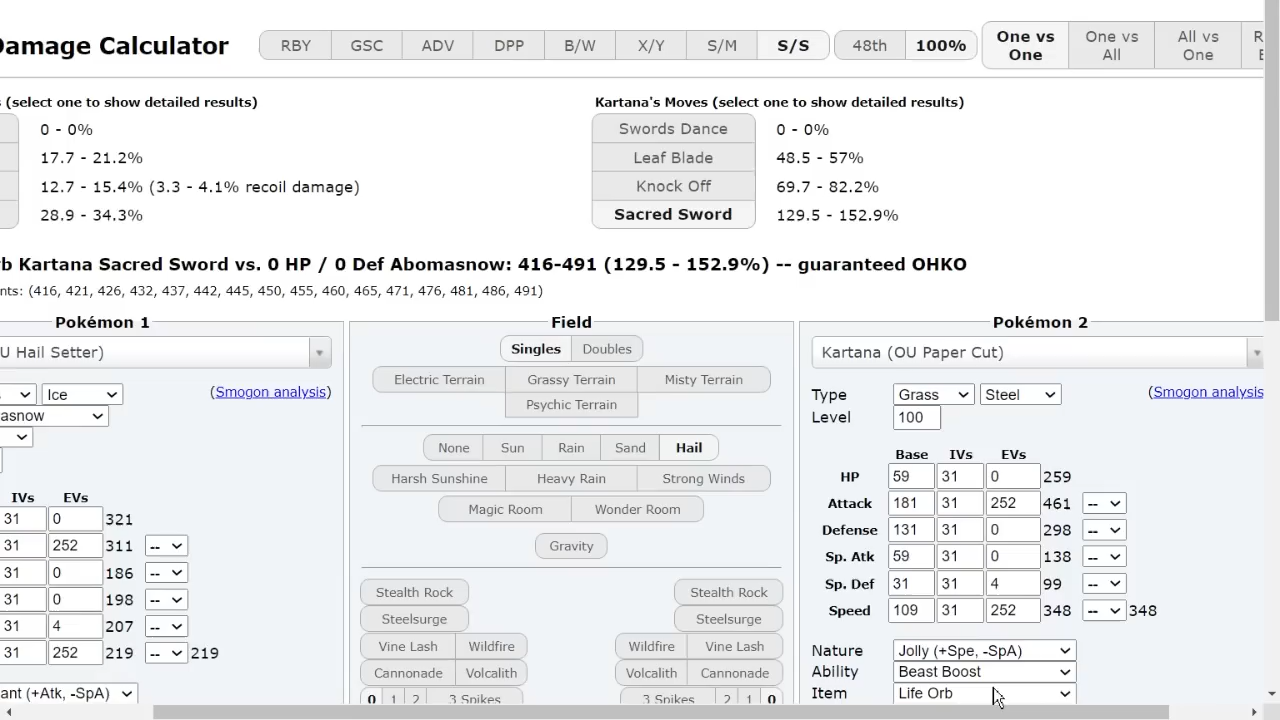 Damage Calculator RBY GSC ADV DPP B/W X/Y S/M S/S 48th 100% One vs One One vs All All vs One
(select one to show detailed results)
0 - 0%
17.7 - 21.2%
12.7 - 15.4% (3.3 - 4.1% recoil damage)
28.9 - 34.3%
Kartana's Moves (select one to show detailed results)
Swords Dance 0 - 0%
Leaf Blade 48.5 - 57%
Knock Off 69.7 - 82.2%
Sacred Sword 129.5 - 152.9%
b Kartana Sacred Sword vs. 0 HP / 0 Def Abomasnow: 416-491 (129.5 - 152.9%) -- guaranteed OHKO
nts: (416, 421, 426, 432, 437, 442, 445, 450, 455, 460, 465, 471, 476, 481, 486, 491)
Pokémon 1
U Hail Setter)
Ice (Smogon analysis)
asnow
IVs EVs
31 0 321
31 252 311 --
31 0 186 --
31 0 198 --
31 4 207 --
31 252 219 -- 219
ant (+Atk, -SpA)
Field
Singles Doubles
Electric Terrain Grassy Terrain Misty Terrain
Psychic Terrain
None Sun Rain Sand Hail
Harsh Sunshine Heavy Rain Strong Winds
Magic Room Wonder Room
Gravity
Stealth Rock Stealth Rock
Steelsurge Steelsurge
Vine Lash Wildfire Wildfire Vine Lash
Cannonade Volcalith Volcalith Cannonade
0 1 2 3 Spikes 3 Spikes 2 1 0
Pokémon 2
Kartana (OU Paper Cut)
Type Grass Steel (Smogon analysis
Level 100
Base IVs EVs
HP 59 31 0 259
Attack 181 31 252 461 --
Defense 131 31 0 298 --
Sp. Atk 59 31 0 138 --
Sp. Def 31 31 4 99 --
Speed 109 31 252 348 -- 348
Nature Jolly (+Spe, -SpA)
Ability Beast Boost
Item Life Orb